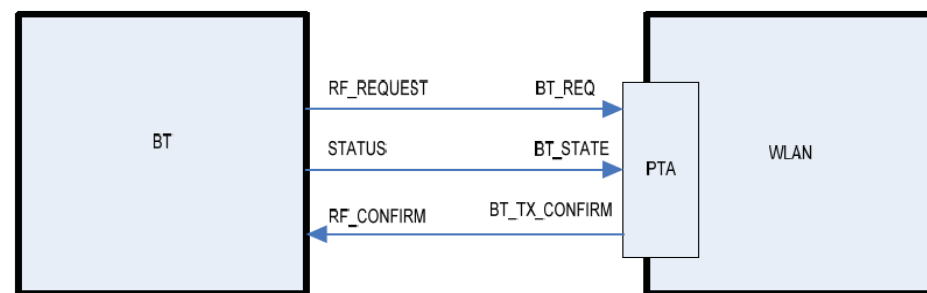 RF_REQUEST BT_REQ
BT STATUS BT_STATE WLAN
PTA
RF_CONFIRM BT_TX_CONFIRM